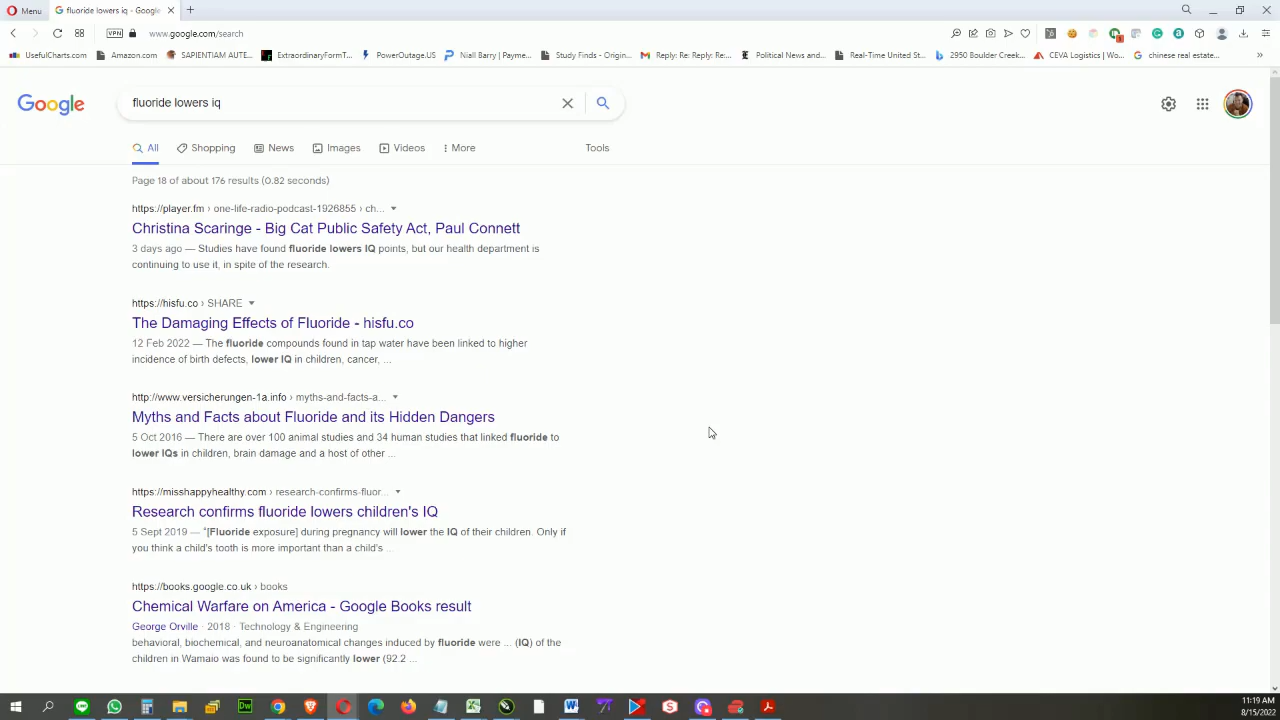 Menu
fluoride lowers iq - Google
VPN
www.google.com/search
UsefulCharts.com
Amazon.com
SAPIENTIAM AUTE...
ExtraordinaryFormT...
PowerOutage.US
Niall Barry | Payme...
Study Finds - Origin...
Reply: Re: Reply: Re:...
Political News and...
Real-Time United St...
2950 Boulder Creek...
CEVA Logistics | Wo...
chinese real estate...
Google
fluoride lowers iq
All
Shopping
News
Images
Videos
More
Tools
Page 18 of about 176 results (0.82 seconds)
https://player.fm › one-life-radio-podcast-1926855 › ch...
Christina Scaringe - Big Cat Public Safety Act, Paul Connett
3 days ago — Studies have found fluoride lowers IQ points, but our health department is
continuing to use it, in spite of the research.
https://hisfu.co › SHARE
The Damaging Effects of Fluoride - hisfu.co
12 Feb 2022 — The fluoride compounds found in tap water have been linked to higher
incidence of birth defects, lower IQ in children, cancer, ...
http://www.versicherungen-1a.info › myths-and-facts-a...
Myths and Facts about Fluoride and its Hidden Dangers
5 Oct 2016 — There are over 100 animal studies and 34 human studies that linked fluoride to
lower IQs in children, brain damage and a host of other ...
https://misshappyhealthy.com › research-confirms-fluor...
Research confirms fluoride lowers children's IQ
5 Sept 2019 — "[Fluoride exposure] during pregnancy will lower the IQ of their children. Only if
you think a child's tooth is more important than a child's ...
https://books.google.co.uk › books
Chemical Warfare on America - Google Books result
George Orville · 2018 · Technology & Engineering
behavioral, biochemical, and neuroanatomical changes induced by fluoride were ... (IQ) of the
children in Wamaio was found to be significantly lower (92.2 ...
11:19 AM
8/15/2022